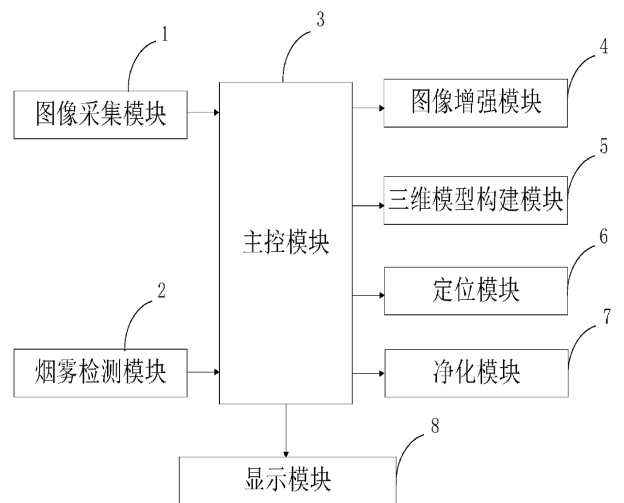 1
3
4
图像采集模块
图像增强模块
5
三维模型构建模块
主控模块
6
定位模块
2
7
烟雾检测模块
净化模块
8
显示模块